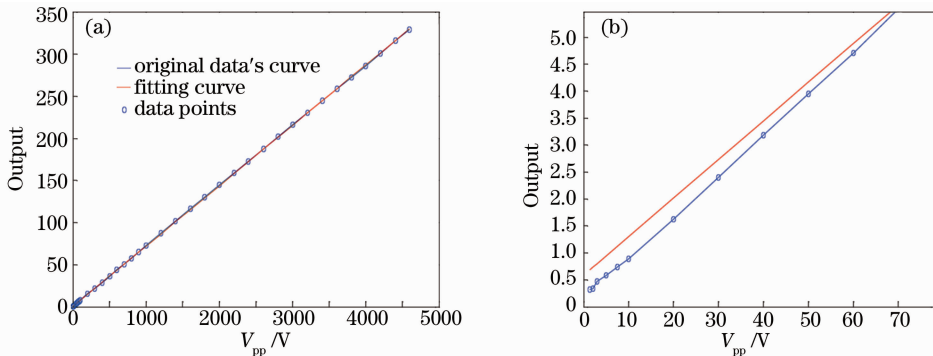 (a)
350
300
250
200
150
100
50
0
original data's curve
fitting curve
data points
Output
0 1000 2000 3000 4000 5000
Vpp /V
(b)
5.0
4.5
4.0
3.5
3.0
2.5
2.0
1.5
1.0
0.5
0
Output
0 10 20 30 40 50 60 70
Vpp /V